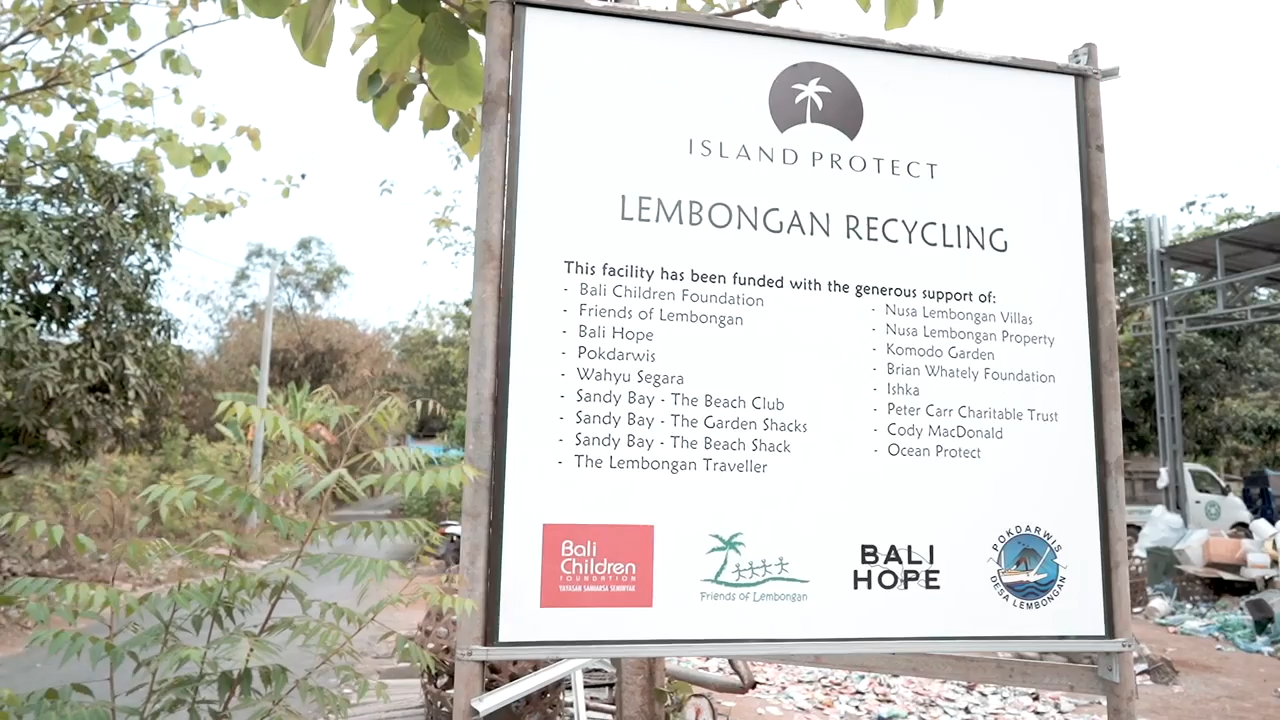 ISLAND PROTECT
LEMBONGAN RECYCLING
This facility has been funded with the generous support of:
- Bali Children Foundation
- Friends of Lembongan
- Bali Hope
- Pokdarwis
- Wahyu Segara
- Sandy Bay - The Beach Club
- Sandy Bay - The Garden Shacks
- Sandy Bay - The Beach Shack
- The Lembongan Traveller
- Nusa Lembongan Villas
- Nusa Lembongan Property
- Komodo Garden
- Brian Whately Foundation
- Ishka
- Peter Carr Charitable Trust
- Cody MacDonald
- Ocean Protect
Bali
Children
FOUNDATION
YAYASAN
Friends of Lembongan
BALI
HOPE
POKDARWIS
DESA LEMBONGAN